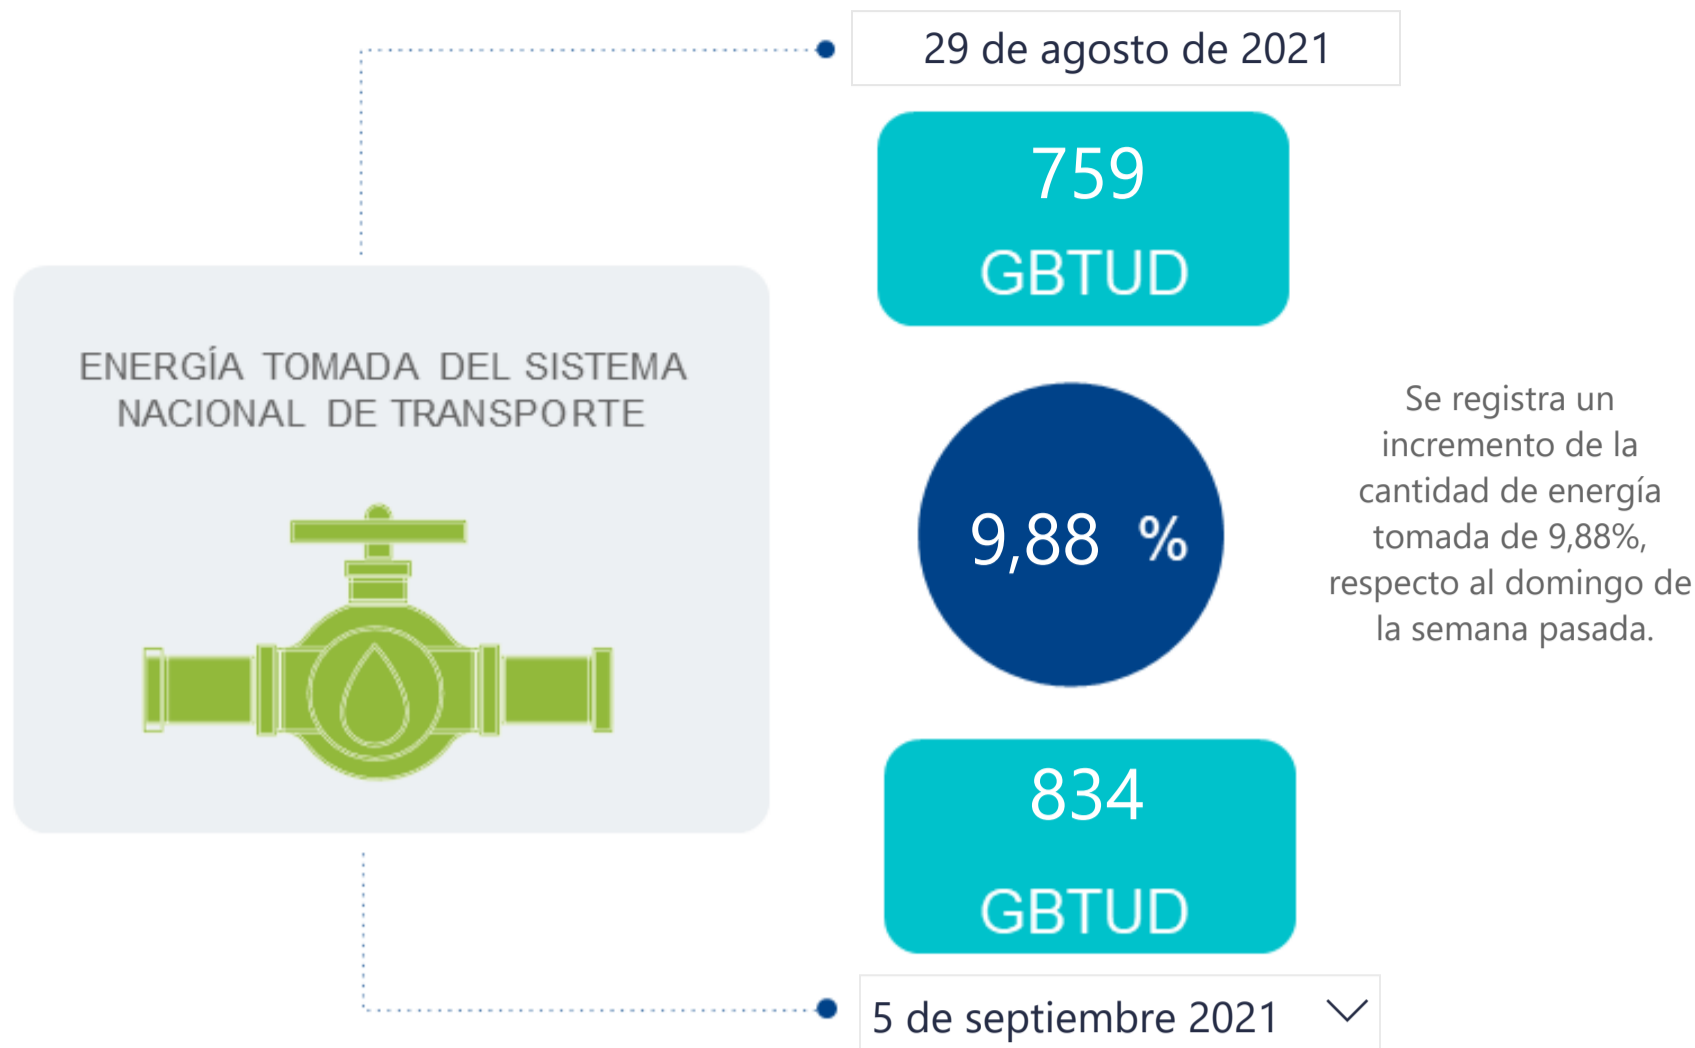 29 de agosto de 2021
759
GBTUD
ENERGÍA TOMADA DEL SISTEMA
NACIONAL DE TRANSPORTE
9,88 %
Se registra un
incremento de la
cantidad de energía
tomada de 9,88%,
respecto al domingo de
la semana pasada.
834
GBTUD
5 de septiembre 2021